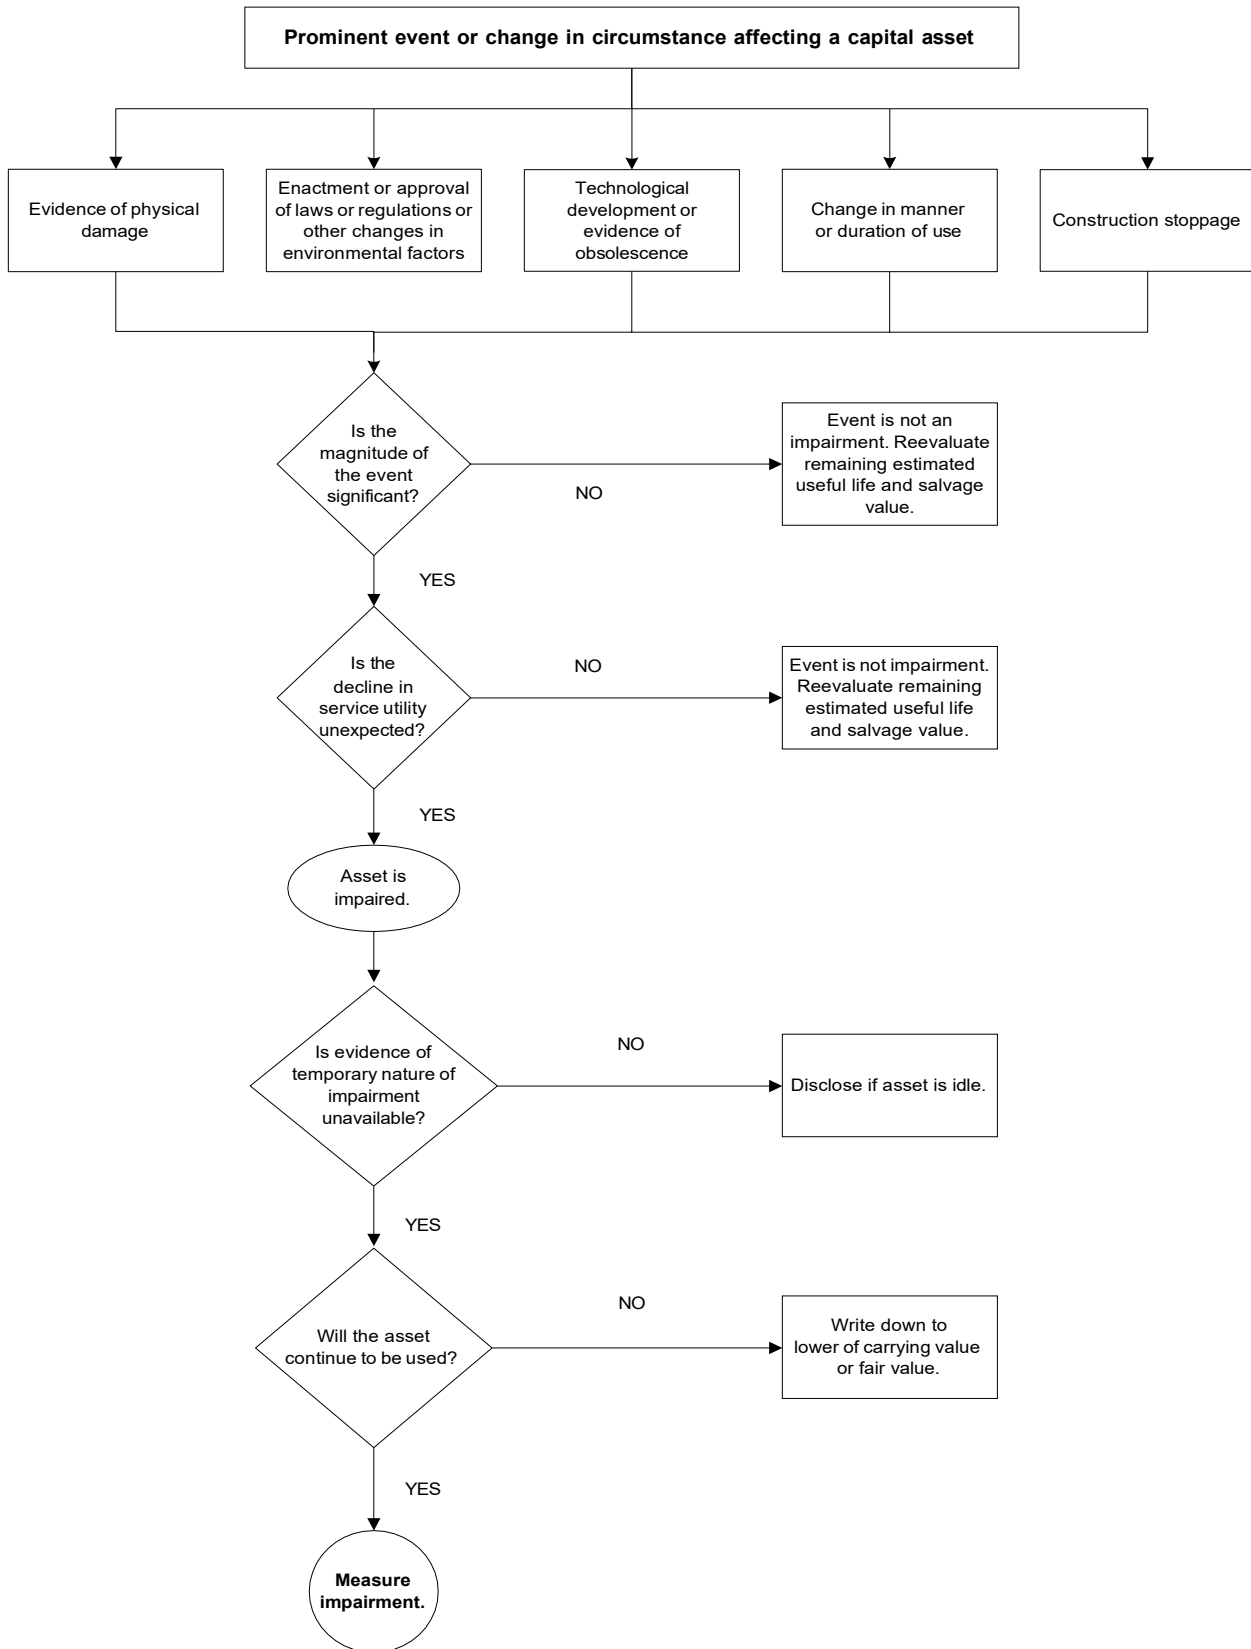 Prominent event or change in circumstance affecting a capital asset
Evidence of physical
damage
Enactment or approval
of laws or regulations or
other changes in
environmental factors
Technological
development or
evidence of
obsolescence
Change in manner
or duration of use
Construction stoppage
Is the
magnitude of
the event
significant?
NO
Event is not an
impairment. Reevaluate
remaining estimated
useful life and salvage
value.
YES
Is the
decline in
service utility
unexpected?
NO
Event is not impairment.
Reevaluate remaining
estimated useful life
and salvage value.
YES
Asset is
impaired.
Is evidence of
temporary nature of
impairment
unavailable?
NO
Disclose if asset is idle.
YES
Will the asset
continue to be used?
NO
Write down to
lower of carrying value
or fair value.
YES
Measure
impairment.